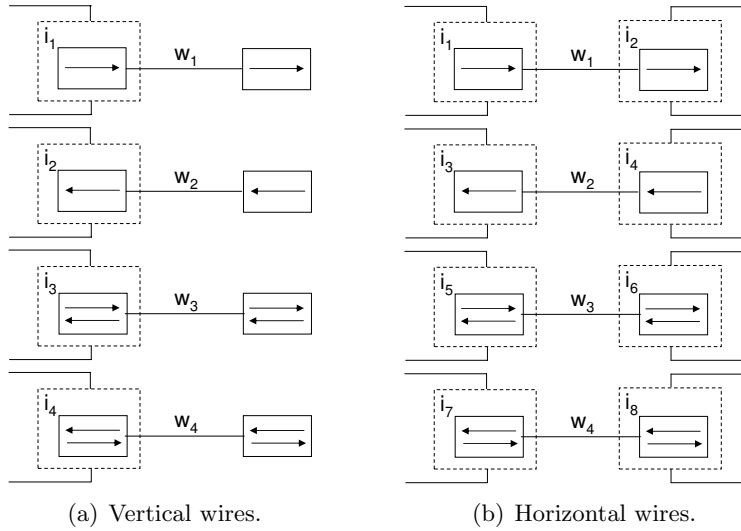 i1 w1
i2 w2
i3 w3
i4 w4
(a) Vertical wires.
i1 w1 i2
i3 w2 i4
i5 w3 i6
i7 w4 i8
(b) Horizontal wires.